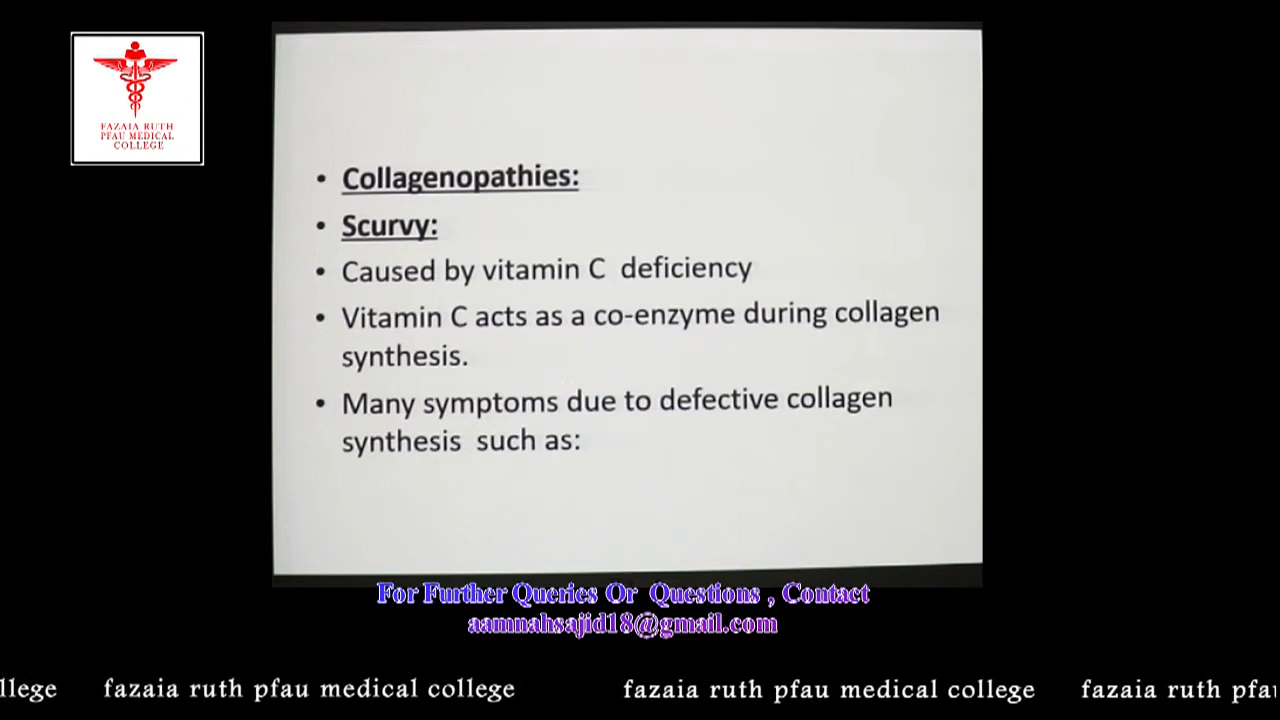 FAZAIA RUTH
PFAU MEDICAL
COLLEGE
• Collagenopathies:
• Scurvy:
• Caused by vitamin C  deficiency
• Vitamin C acts as a co-enzyme during collagen
synthesis.
• Many symptoms due to defective collagen
synthesis  such as:
For Further Queries Or  Questions , Contact
aamnahsajid18@gmail.com
llege fazaia ruth pfau medical college fazaia ruth pfau medical college fazaia ruth pfau